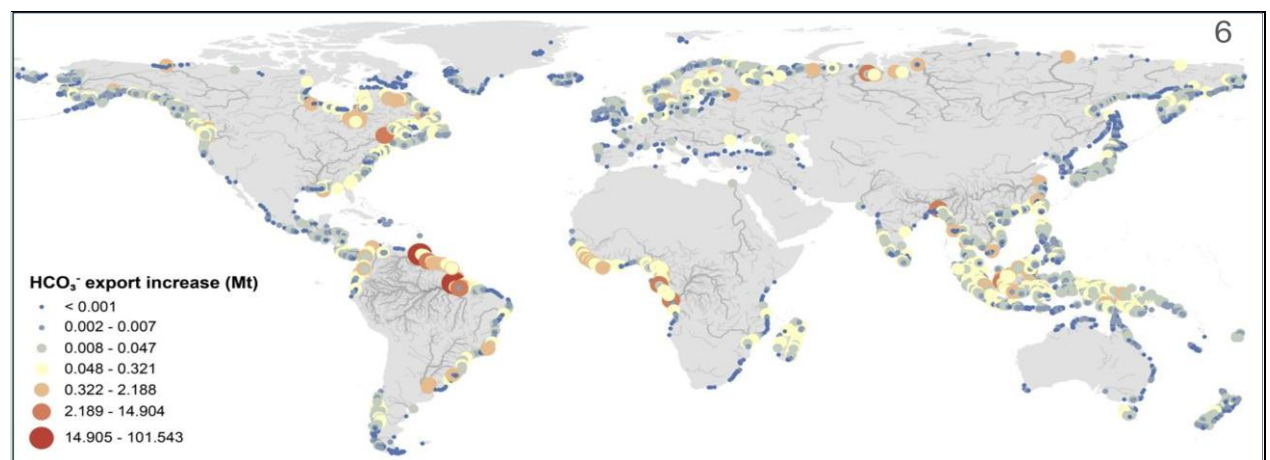 6
HCO₃⁻ export increase (Mt)
< 0.001
0.002 - 0.007
0.008 - 0.047
0.048 - 0.321
0.322 - 2.188
2.189 - 14.904
14.905 - 101.543